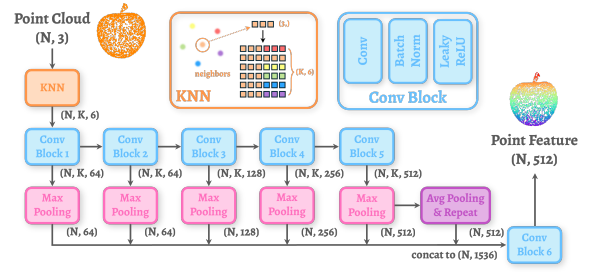 Point Cloud
(N, 3)
KNN
(N, K, 6)
(3,)
neighbors
(K, 6)
KNN
Conv
Batch
Norm
Leaky
ReLU
Conv Block
Point Feature
(N, 512)
Conv
Block 1
Conv
Block 2
Conv
Block 3
Conv
Block 4
Conv
Block 5
(N, K, 64)
(N, K, 64)
(N, K, 128)
(N, K, 256)
(N, K, 512)
Max
Pooling
Max
Pooling
Max
Pooling
Max
Pooling
Max
Pooling
Avg Pooling
& Repeat
(N, 64)
(N, 64)
(N, 128)
(N, 256)
(N, 512)
(N, 512)
concat to (N, 1536)
Conv
Block 6